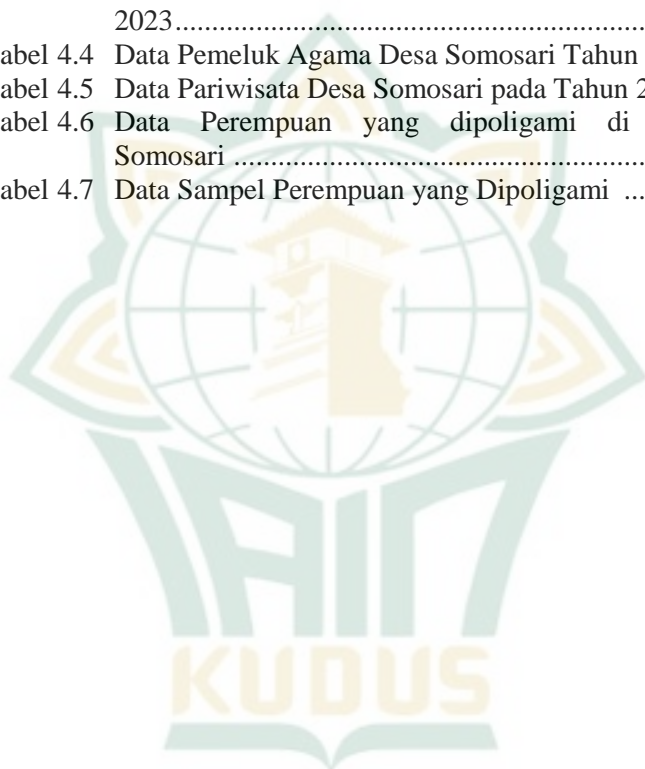 2023.......................................................................
abel 4.4 Data Pemeluk Agama Desa Somosari Tahun
abel 4.5 Data Pariwisata Desa Somosari pada Tahun 2
abel 4.6 Data Perempuan yang dipoligami di
Somosari ..............................................................
abel 4.7 Data Sampel Perempuan yang Dipoligami ...
IAIN
KUDUS